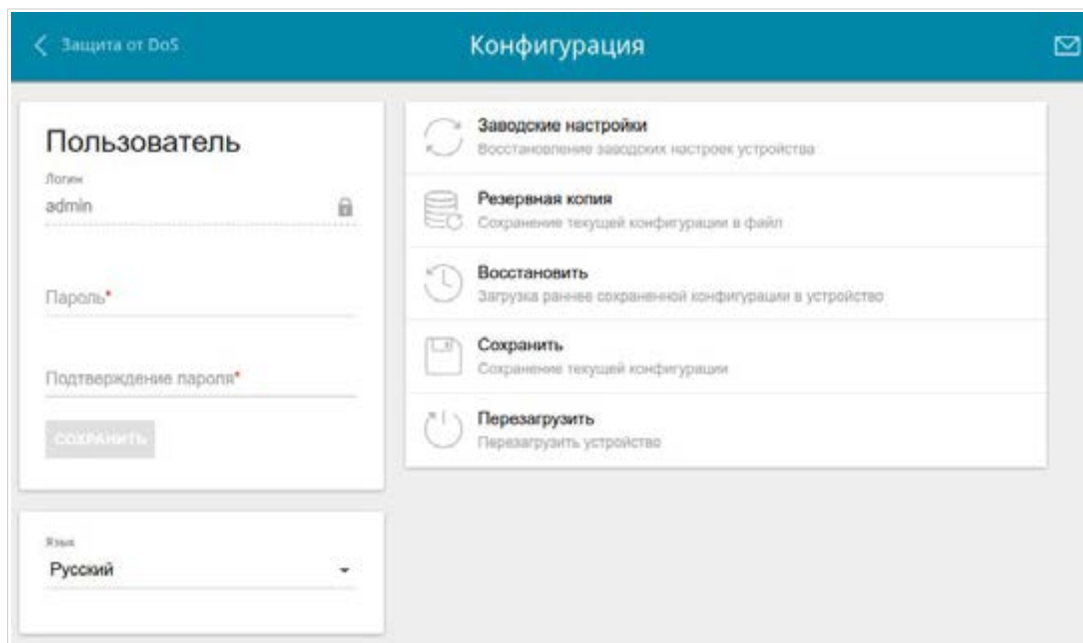 Защита от DoS
Конфигурация
Пользователь
Логин
admin
Пароль*
Подтверждение пароля*
СОХРАНИТЬ
Язык
Русский
Заводские настройки
Восстановление заводских настроек устройства
Резервная копия
Сохранение текущей конфигурации в файл
Восстановить
Загрузка раннее сохраненной конфигурации в устройство
Сохранить
Сохранение текущей конфигурации
Перезагрузить
Перезагрузить устройство